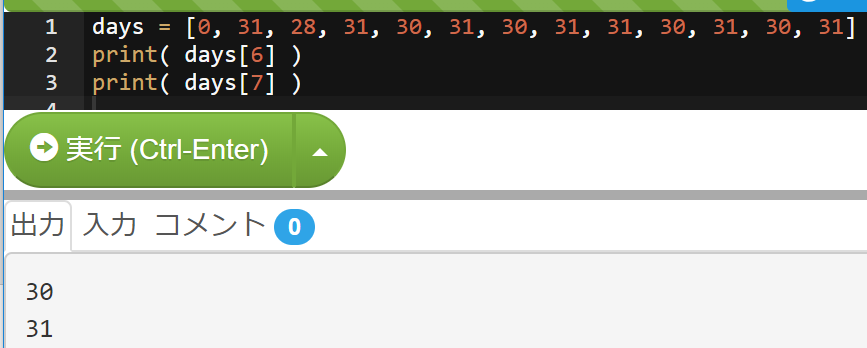 1 days = [0, 31, 28, 31, 30, 31, 30, 31, 31, 30, 31, 30, 31]
2 print( days[6] )
3 print( days[7] )
4
実行 (Ctrl-Enter)
出力 入力 コメント 0
30
31